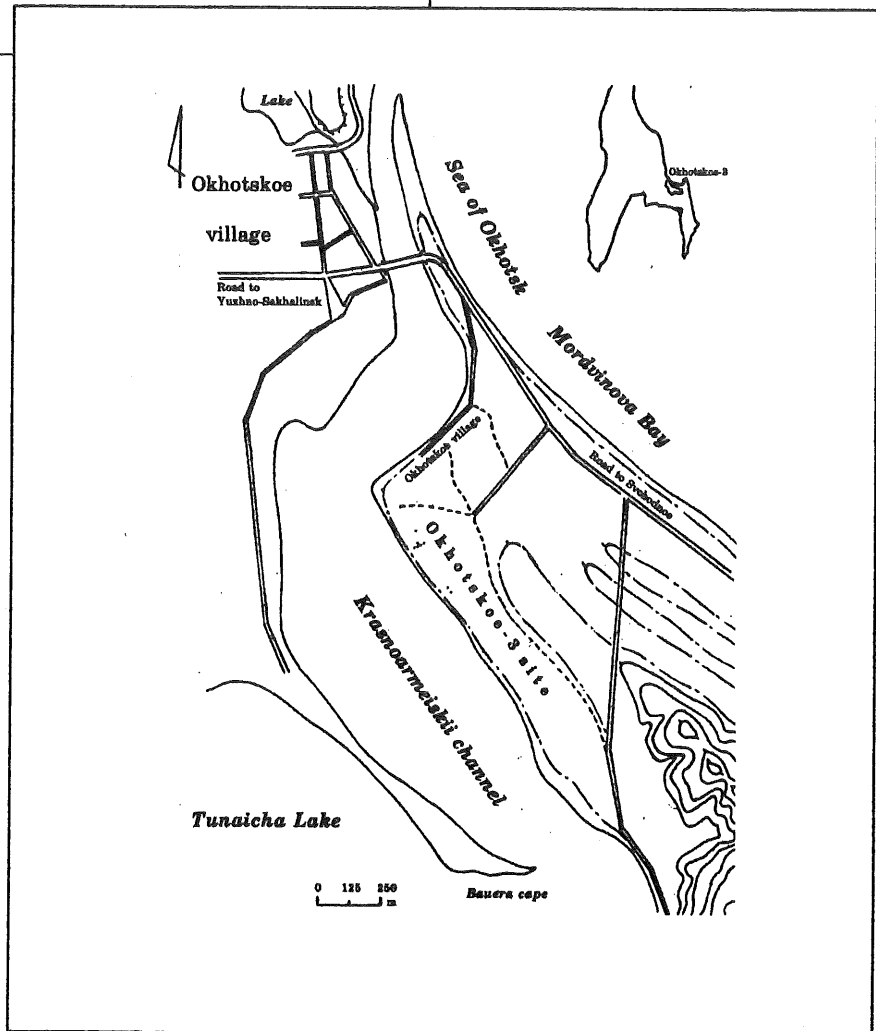 Lake
Okhotskoe
village
Road to
Yuzhno-Sakhalinsk
Sea of Okhotsk
Okhotskoe-3
Mordvinova Bay
Okhotskoe village
Road to Svobodnoe
Okhotskoe-3 site
Krasnoarmeiskii channel
Tunaicha Lake
0 125 250
m
Bauera cape